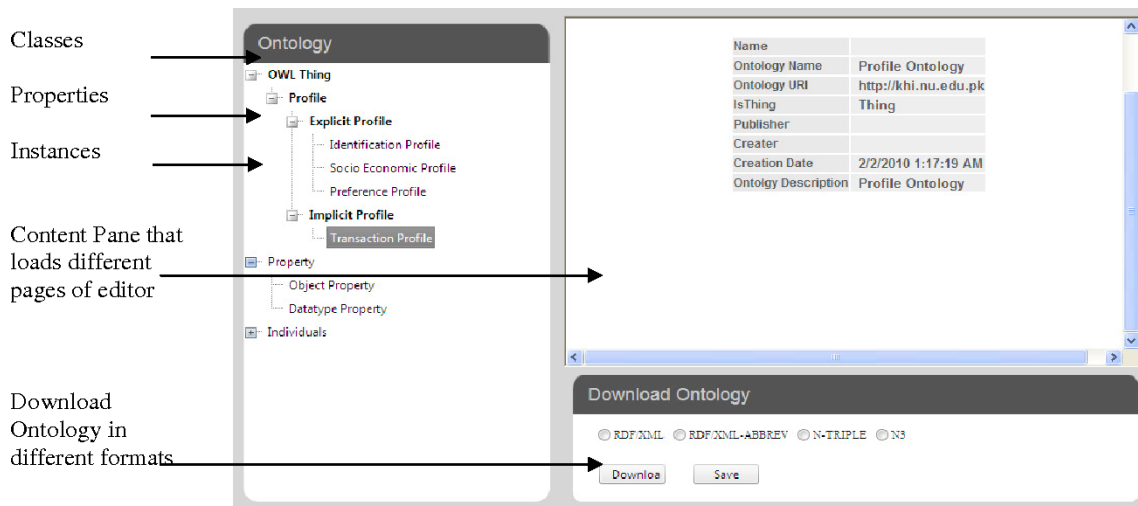 Classes
Properties
Instances
Content Pane that
loads different
pages of editor
Download
Ontology in
different formats
Ontology
OWL Thing
Profile
Explicit Profile
Identification Profile
Socio Economic Profile
Preference Profile
Implicit Profile
Transaction Profile
Property
Object Property
Datatype Property
Individuals
Name
Ontology Name Profile Ontology
Ontology URI http://khi.nu.edu.pk
IsThing Thing
Publisher
Creater
Creation Date 2/2/2010 1:17:19 AM
Ontolgy Description Profile Ontology
Download Ontology
RDF/XML RDF/XML-ABBREV N-TRIPLE N3
Downloa Save